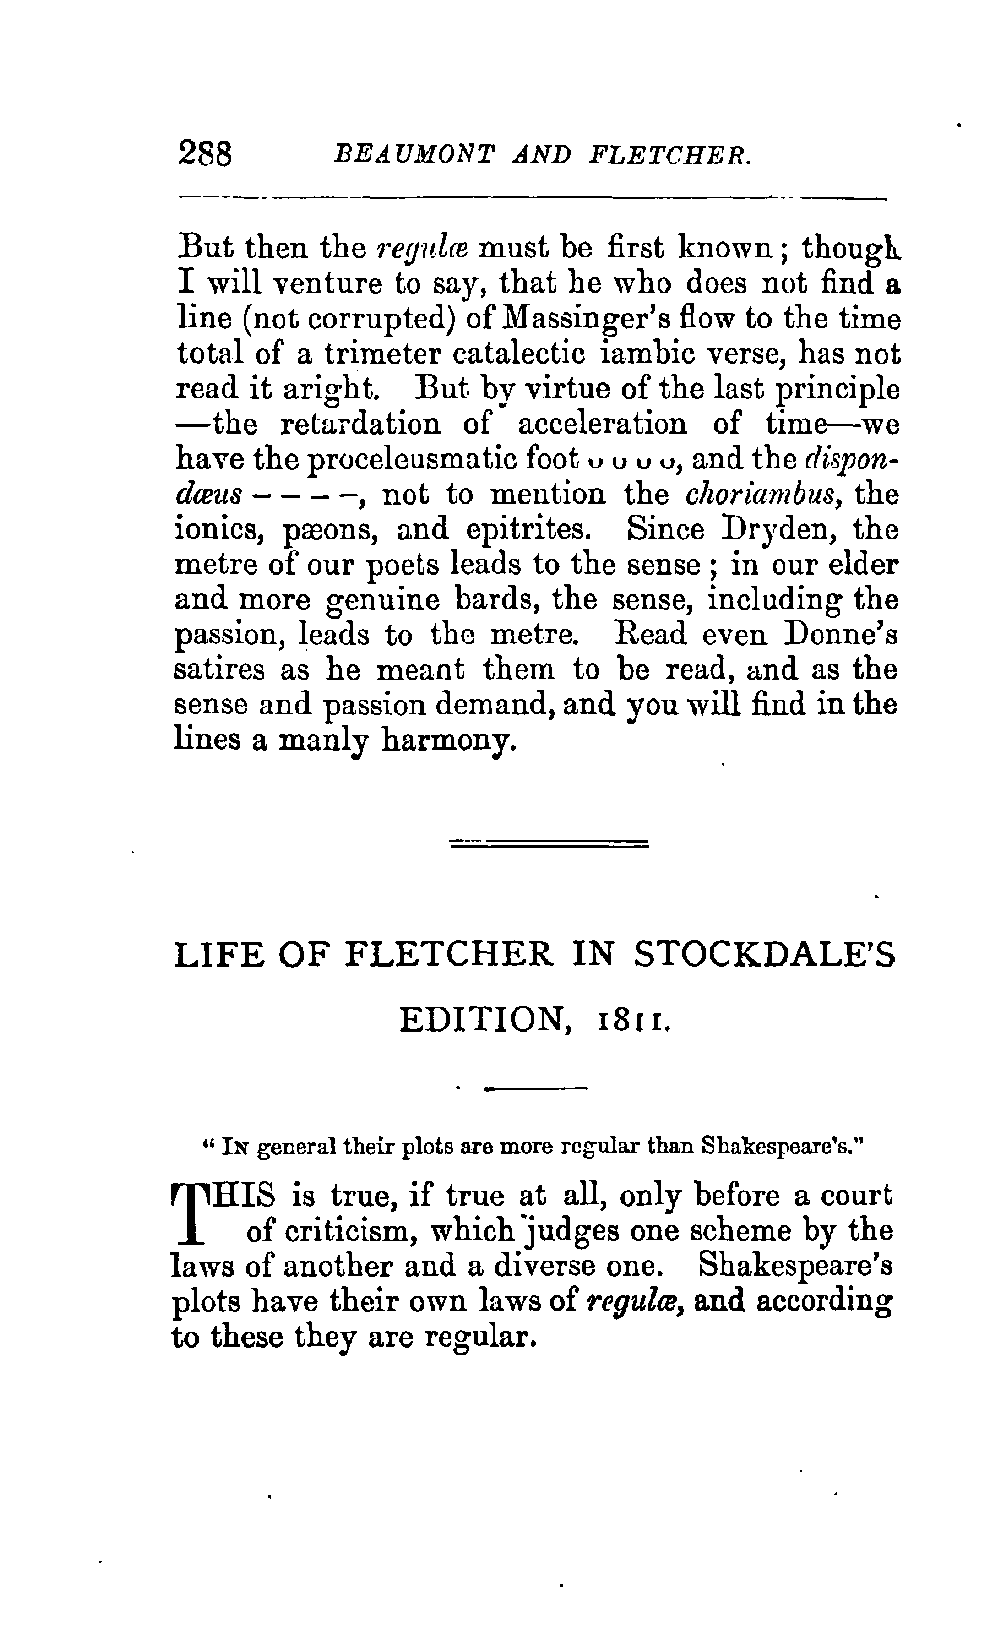 288 BEAUMONT AND FLETCHER.
But then the regulæ must be first known; though
I will venture to say, that he who does not find a
line (not corrupted) of Massinger's flow to the time
total of a trimeter catalectic iambic verse, has not
read it aright. But by virtue of the last principle
—the retardation of acceleration of time—we
have the proceleusmatic foot ᴗ ᴗ ᴗ ᴗ, and the dispon-
dæus – – – –, not to mention the choriambus, the
ionics, pæons, and epitrites. Since Dryden, the
metre of our poets leads to the sense; in our elder
and more genuine bards, the sense, including the
passion, leads to the metre. Read even Donne's
satires as he meant them to be read, and as the
sense and passion demand, and you will find in the
lines a manly harmony.
LIFE OF FLETCHER IN STOCKDALE'S
EDITION, 1811.
"IN general their plots are more regular than Shakespeare's."
THIS is true, if true at all, only before a court
of criticism, which judges one scheme by the
laws of another and a diverse one. Shakespeare's
plots have their own laws of regulæ, and according
to these they are regular.